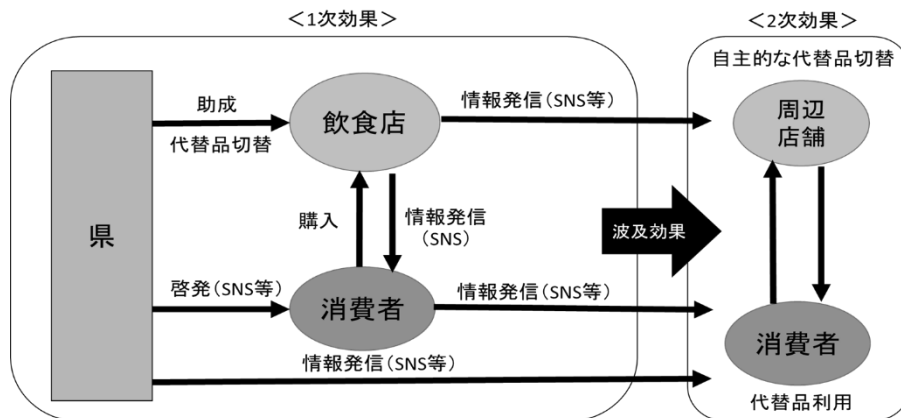 ＜1次効果＞
＜2次効果＞
自主的な代替品切替
助成
代替品切替
飲食店
情報発信（SNS等）
周辺
店舗
県
購入
情報発信
（SNS）
波及効果
啓発（SNS等）
消費者
情報発信（SNS等）
消費者
情報発信（SNS等）
代替品利用